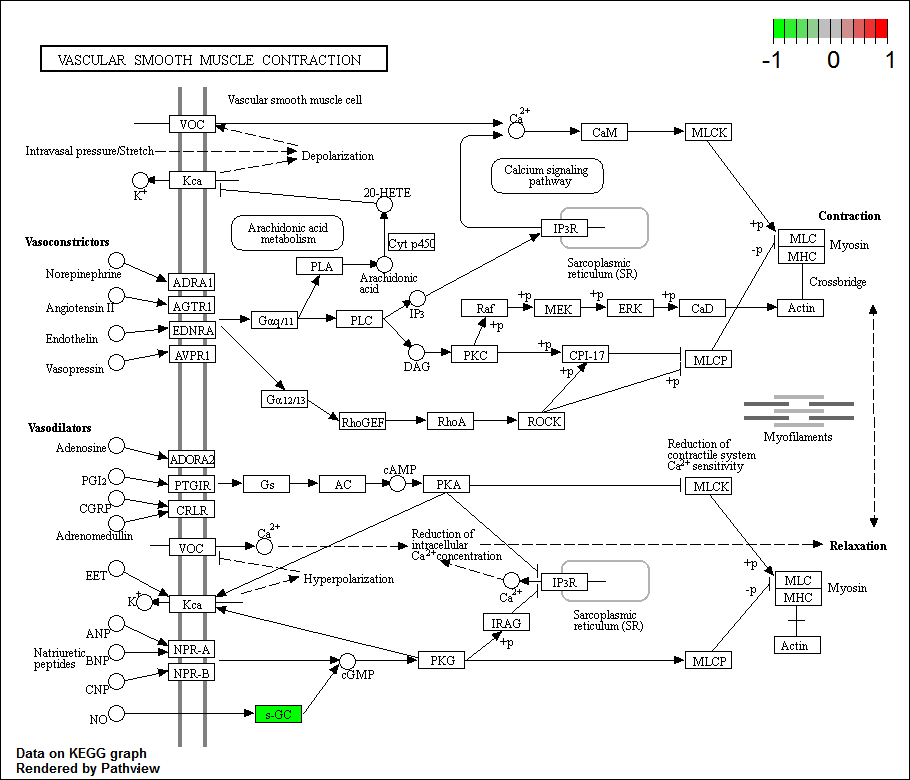 -1 0 1
VASCULAR SMOOTH MUSCLE CONTRACTION
Vascular smooth muscle cell
VOC
Ca2+
CaM
MLCK
Intravasal pressure/Stretch
Depolarization
Kca
K+
20-HETE
Calcium signaling
pathway
Arachidonic acid
metabolism
Cyt p450
IP3R
Sarcoplasmic
reticulum (SR)
+p
-p
Contraction
MLC
MHC
Myosin
Crossbridge
Actin
Vasoconstrictors
Norepinephrine
ADRA1
Angiotensin II
AGTR1
Endothelin
EDNRA
Vasopressin
AVPR1
PLA
Arachidonic
acid
Gαq/11
PLC
IP3
DAG
Raf
+p
MEK
+p
ERK
+p
CaD
+p
PKC
+p
CPI-17
+p
MLCP
+p
Gα12/13
RhoGEF
RhoA
ROCK
Myofilaments
Vasodilators
Adenosine
ADORA2
PGI2
PTGIR
CGRP
CRLR
Adrenomedullin
Gs
AC
cAMP
PKA
Reduction of
contractile system
Ca2+ sensitivity
MLCK
VOC
Ca2+
Reduction of
intracellular
Ca2+ concentration
Relaxation
EET
Hyperpolarization
K+
Kca
Ca2+
IP3R
Sarcoplasmic
reticulum (SR)
+p
-p
MLC
MHC
Myosin
Actin
IRAG
+p
ANP
Natriuretic
peptides
BNP
CNP
NPR-A
NPR-B
cGMP
PKG
MLCP
NO
s-GC
Data on KEGG graph
Rendered by Pathview